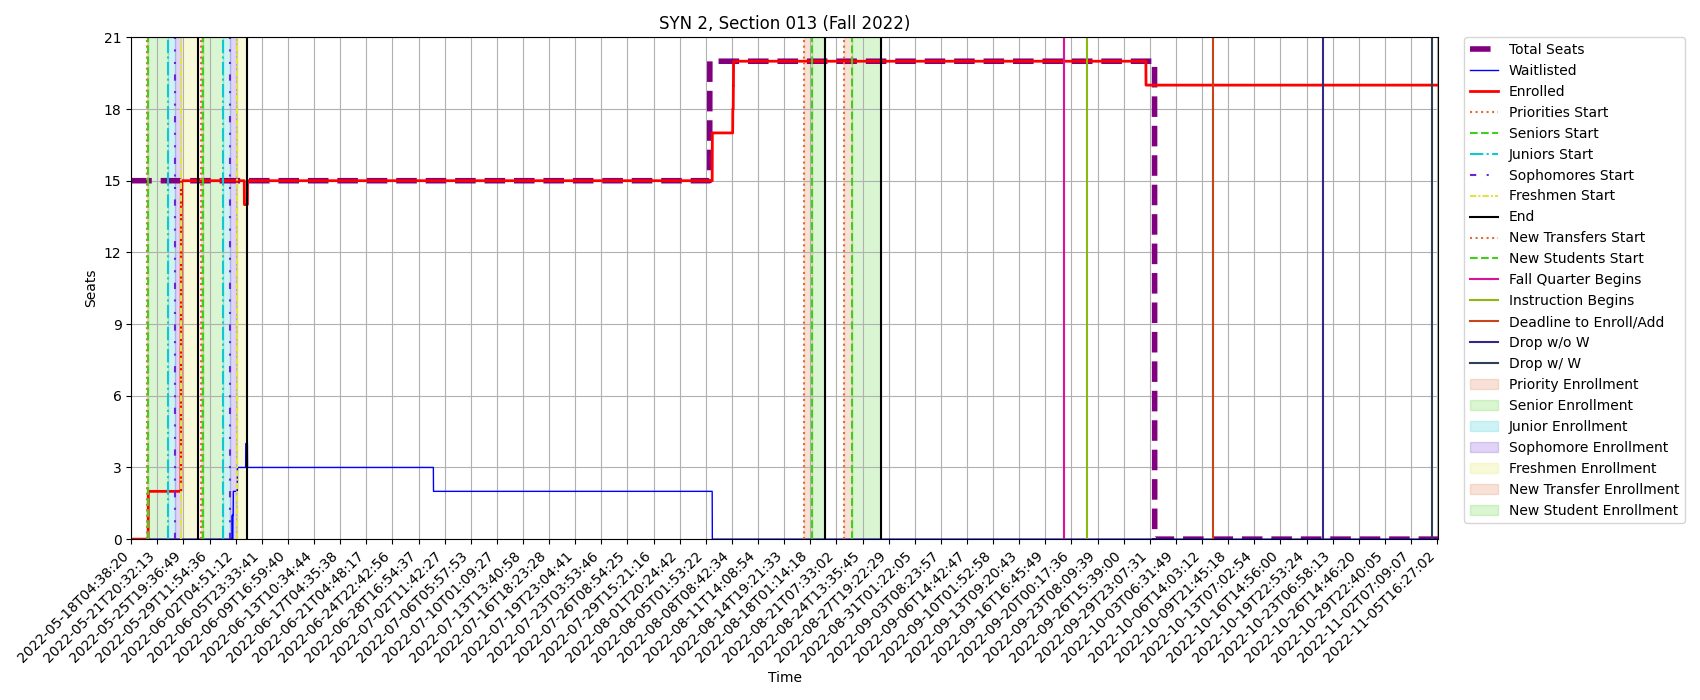 SYN 2, Section 013 (Fall 2022)
21
18
15
12
9
6
3
0
Seats
2022-05-18T04:38:20
2022-05-21T20:32:13
2022-05-25T19:36:49
2022-05-29T11:54:36
2022-06-02T04:51:12
2022-06-05T23:33:41
2022-06-09T16:59:40
2022-06-13T10:34:44
2022-06-17T04:35:38
2022-06-21T04:48:17
2022-06-24T22:42:56
2022-06-28T16:54:37
2022-07-02T11:42:27
2022-07-06T05:57:53
2022-07-10T01:09:27
2022-07-13T13:40:58
2022-07-16T18:23:28
2022-07-19T23:04:41
2022-07-23T03:53:46
2022-07-26T08:54:25
2022-07-29T15:21:16
2022-08-01T20:24:42
2022-08-05T01:53:22
2022-08-08T08:42:34
2022-08-11T14:08:54
2022-08-14T19:21:33
2022-08-18T01:14:18
2022-08-21T07:33:02
2022-08-24T13:35:45
2022-08-27T19:22:29
2022-08-31T01:22:05
2022-09-03T08:23:57
2022-09-06T14:42:47
2022-09-10T01:52:58
2022-09-13T09:20:43
2022-09-16T16:45:49
2022-09-20T00:17:36
2022-09-23T08:09:39
2022-09-26T15:39:00
2022-09-29T23:07:31
2022-10-03T06:31:49
2022-10-06T14:03:12
2022-10-09T21:45:18
2022-10-13T07:02:54
2022-10-16T14:56:00
2022-10-19T22:53:24
2022-10-23T06:58:13
2022-10-26T14:46:20
2022-10-29T22:40:05
2022-11-02T07:09:07
2022-11-05T16:27:02
Time
Total Seats
Waitlisted
Enrolled
Priorities Start
Seniors Start
Juniors Start
Sophomores Start
Freshmen Start
End
New Transfers Start
New Students Start
Fall Quarter Begins
Instruction Begins
Deadline to Enroll/Add
Drop w/o W
Drop w/ W
Priority Enrollment
Senior Enrollment
Junior Enrollment
Sophomore Enrollment
Freshmen Enrollment
New Transfer Enrollment
New Student Enrollment